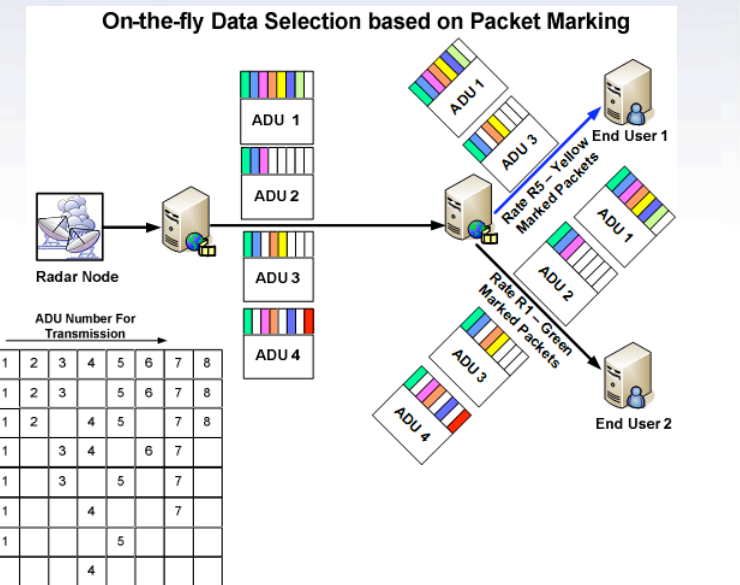 On-the-fly Data Selection based on Packet Marking
ADU 1
ADU 2
ADU 3
ADU 4
Radar Node
ADU 1
ADU 3
Rate R5 – Yellow
Marked Packets
End User 1
ADU 1
ADU 2
Rate R1 – Green
Marked Packets
ADU 3
ADU 4
End User 2
ADU Number For
Transmission
1 2 3 4 5 6 7 8
1 2 3 5 6 7 8
1 2 4 5 7 8
1 3 4 6 7
1 3 5 7
1 4 7
1 5
4